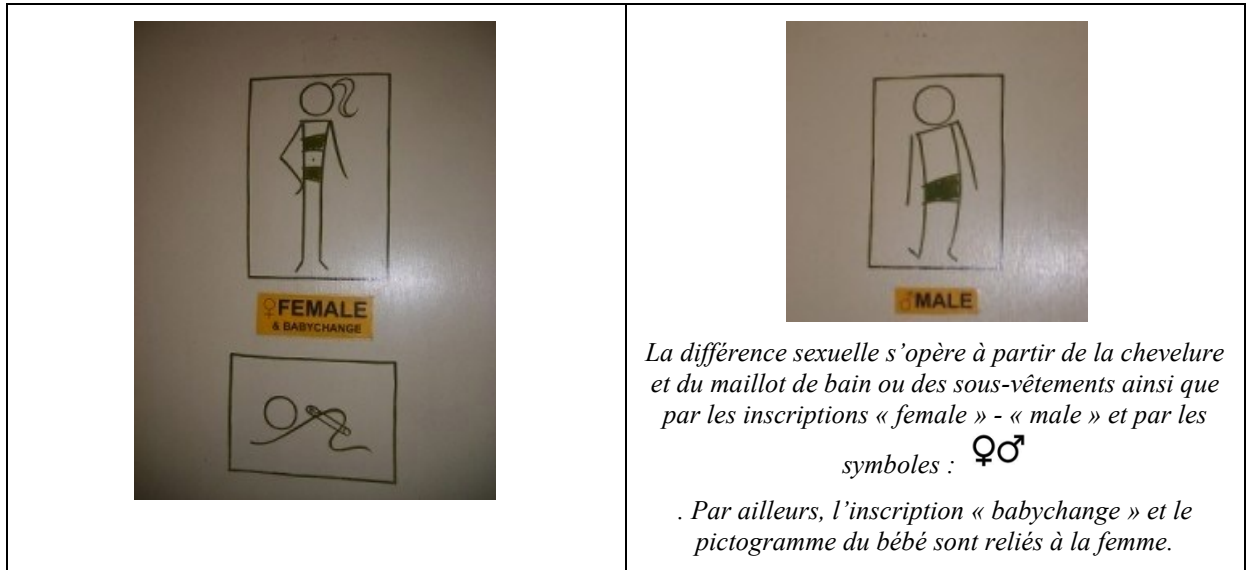 ♀FEMALE
& BABYCHANGE
♂MALE
La différence sexuelle s’opère à partir de la chevelure
et du maillot de bain ou des sous-vêtements ainsi que
par les inscriptions « female » - « male » et par les
symboles : ♀♂
. Par ailleurs, l’inscription « babychange » et le
pictogramme du bébé sont reliés à la femme.